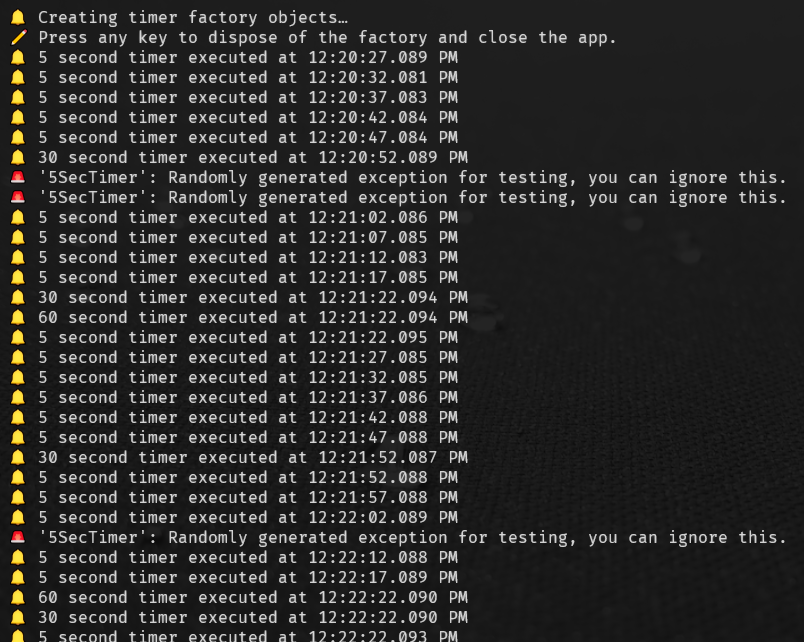 Creating timer factory objects…
Press any key to dispose of the factory and close the app.
5 second timer executed at 12:20:27.089 PM
5 second timer executed at 12:20:32.081 PM
5 second timer executed at 12:20:37.083 PM
5 second timer executed at 12:20:42.084 PM
5 second timer executed at 12:20:47.084 PM
30 second timer executed at 12:20:52.089 PM
'5SecTimer': Randomly generated exception for testing, you can ignore this.
'5SecTimer': Randomly generated exception for testing, you can ignore this.
5 second timer executed at 12:21:02.086 PM
5 second timer executed at 12:21:07.085 PM
5 second timer executed at 12:21:12.083 PM
5 second timer executed at 12:21:17.085 PM
30 second timer executed at 12:21:22.094 PM
60 second timer executed at 12:21:22.094 PM
5 second timer executed at 12:21:22.095 PM
5 second timer executed at 12:21:27.085 PM
5 second timer executed at 12:21:32.085 PM
5 second timer executed at 12:21:37.086 PM
5 second timer executed at 12:21:42.088 PM
5 second timer executed at 12:21:47.088 PM
30 second timer executed at 12:21:52.087 PM
5 second timer executed at 12:21:52.088 PM
5 second timer executed at 12:21:57.088 PM
5 second timer executed at 12:22:02.089 PM
'5SecTimer': Randomly generated exception for testing, you can ignore this.
5 second timer executed at 12:22:12.088 PM
5 second timer executed at 12:22:17.089 PM
60 second timer executed at 12:22:22.090 PM
30 second timer executed at 12:22:22.090 PM
5 second timer executed at 12:22:22.093 PM